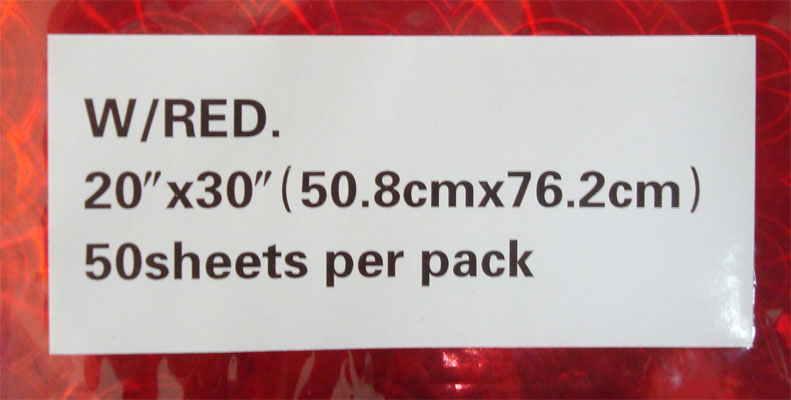 W/RED.
20"x30"(50.8cmx76.2cm)
50sheets per pack